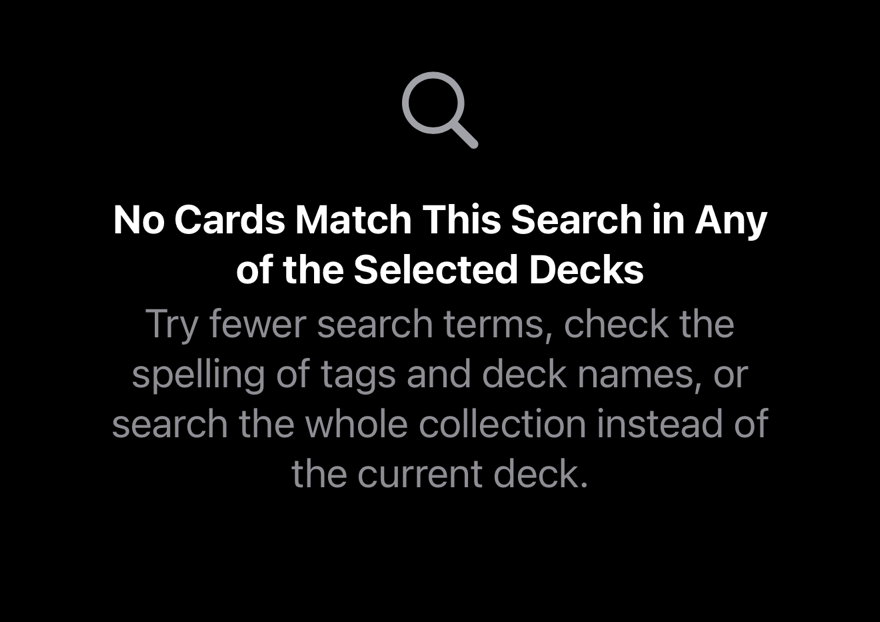 No Cards Match This Search in Any
of the Selected Decks
Try fewer search terms, check the
spelling of tags and deck names, or
search the whole collection instead of
the current deck.